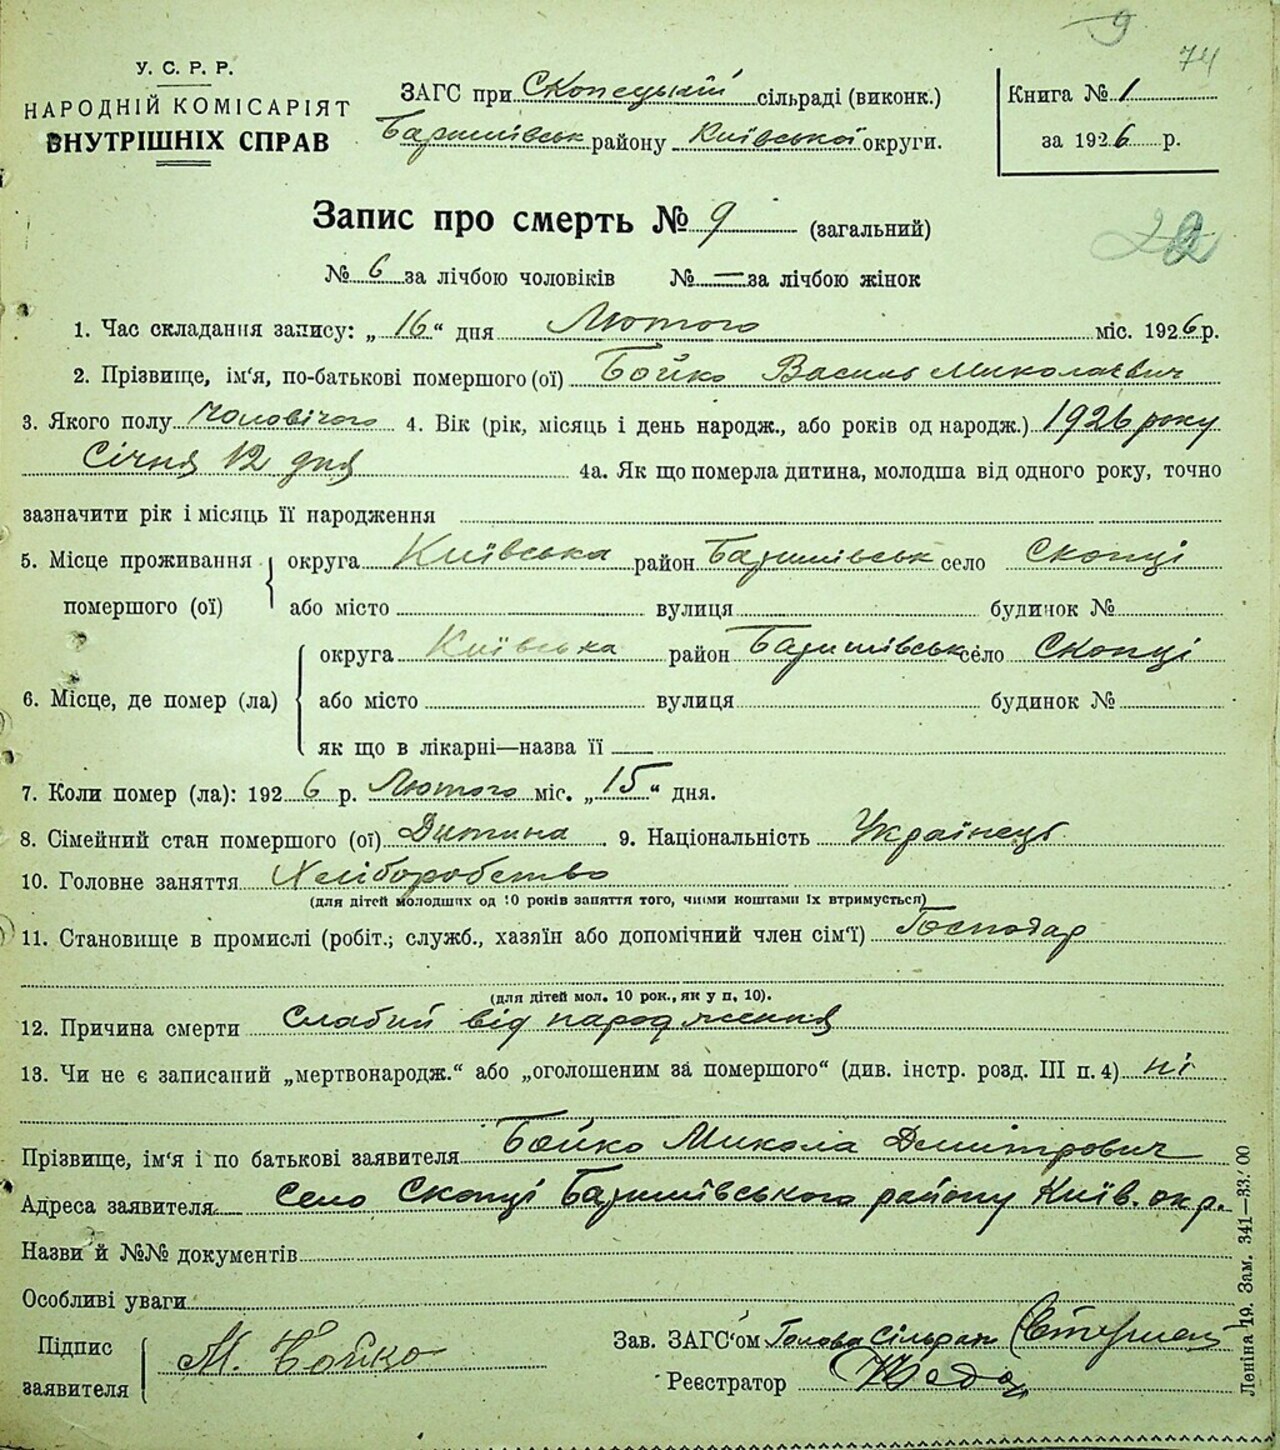 9
74
У. С. Р. Р.
НАРОДНІЙ КОМІСАРІЯТ
ВНУТРІШНІХ СПРАВ
ЗАГС при Скопецькій сільраді (виконк.)
Баришівськ району Київської округи.
Книга № 1
за 1926 р.
Запис про смерть № 9 (загальний)
22
№ 6 за лічбою чоловіків № — за лічбою жінок
1. Час складання запису: „16“ дня Лютого міс. 1926 р.
2. Прізвище, ім‘я, по-батькові помершого (ої) Бойко Василь Миколаєвич
3. Якого полу Чоловічого 4. Вік (рік, місяць і день народж., або років од народж.) 1926 року
Січня 12 дня 4а. Як що померла дитина, молодша від одного року, точно
зазначити рік і місяць її народження
5. Місце проживання помершого (ої) округа Київська район Баришівськ село Скопці
або місто вулиця будинок №
6. Місце, де помер (ла) округа Київська район Баришівськ село Скопці
або місто вулиця будинок №
як що в лікарні—назва її —
7. Коли помер (ла): 1926 р. Лютого міс. „15“ дня.
8. Сімейний стан помершого (ої) Дитина. 9. Національність Українець
10. Головне заняття Хліборобство
(для дітей молодших од 10 років заняття того, чиїми коштами їх втримується)
11. Становище в промислі (робіт.; служб., хазяїн або допомічний член сім‘ї) Господар
(для дітей мол. 10 рок., як у п. 10).
12. Причина смерти Слабий від народження
13. Чи не є записаний „мертвонародж.“ або „оголошеним за помершого“ (див. інстр. розд. III п. 4) ні
Прізвище, ім‘я і по батькові заявителя Бойко Микола Дмитрович
Адреса заявителя Село Скопці Баришівського району Київ. окр.
Назви й №№ документів
Особливі уваги
Підпис заявителя М. Бойко
Зав. ЗАГС‘ом Голова Сільради
Реєстратор
Леніна 19. Зам. 341—83/00